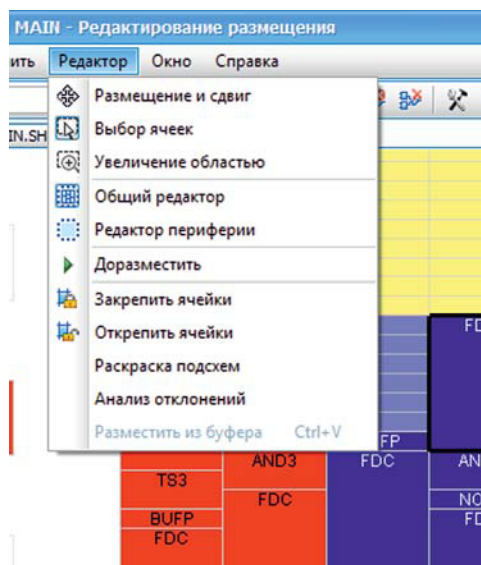 MAIN - Редактирование размещения
ить Редактор Окно Справка
Размещение и сдвиг
IN.SH
Выбор ячеек
Увеличение областью
Общий редактор
Редактор периферии
Доразместить
Закрепить ячейки
Открепить ячейки
Раскраска подсхем
Анализ отклонений
Разместить из буфера Ctrl+V
FD
FP
AND3 FDC AN
TS3
FDC NO
BUFP FD
FDC